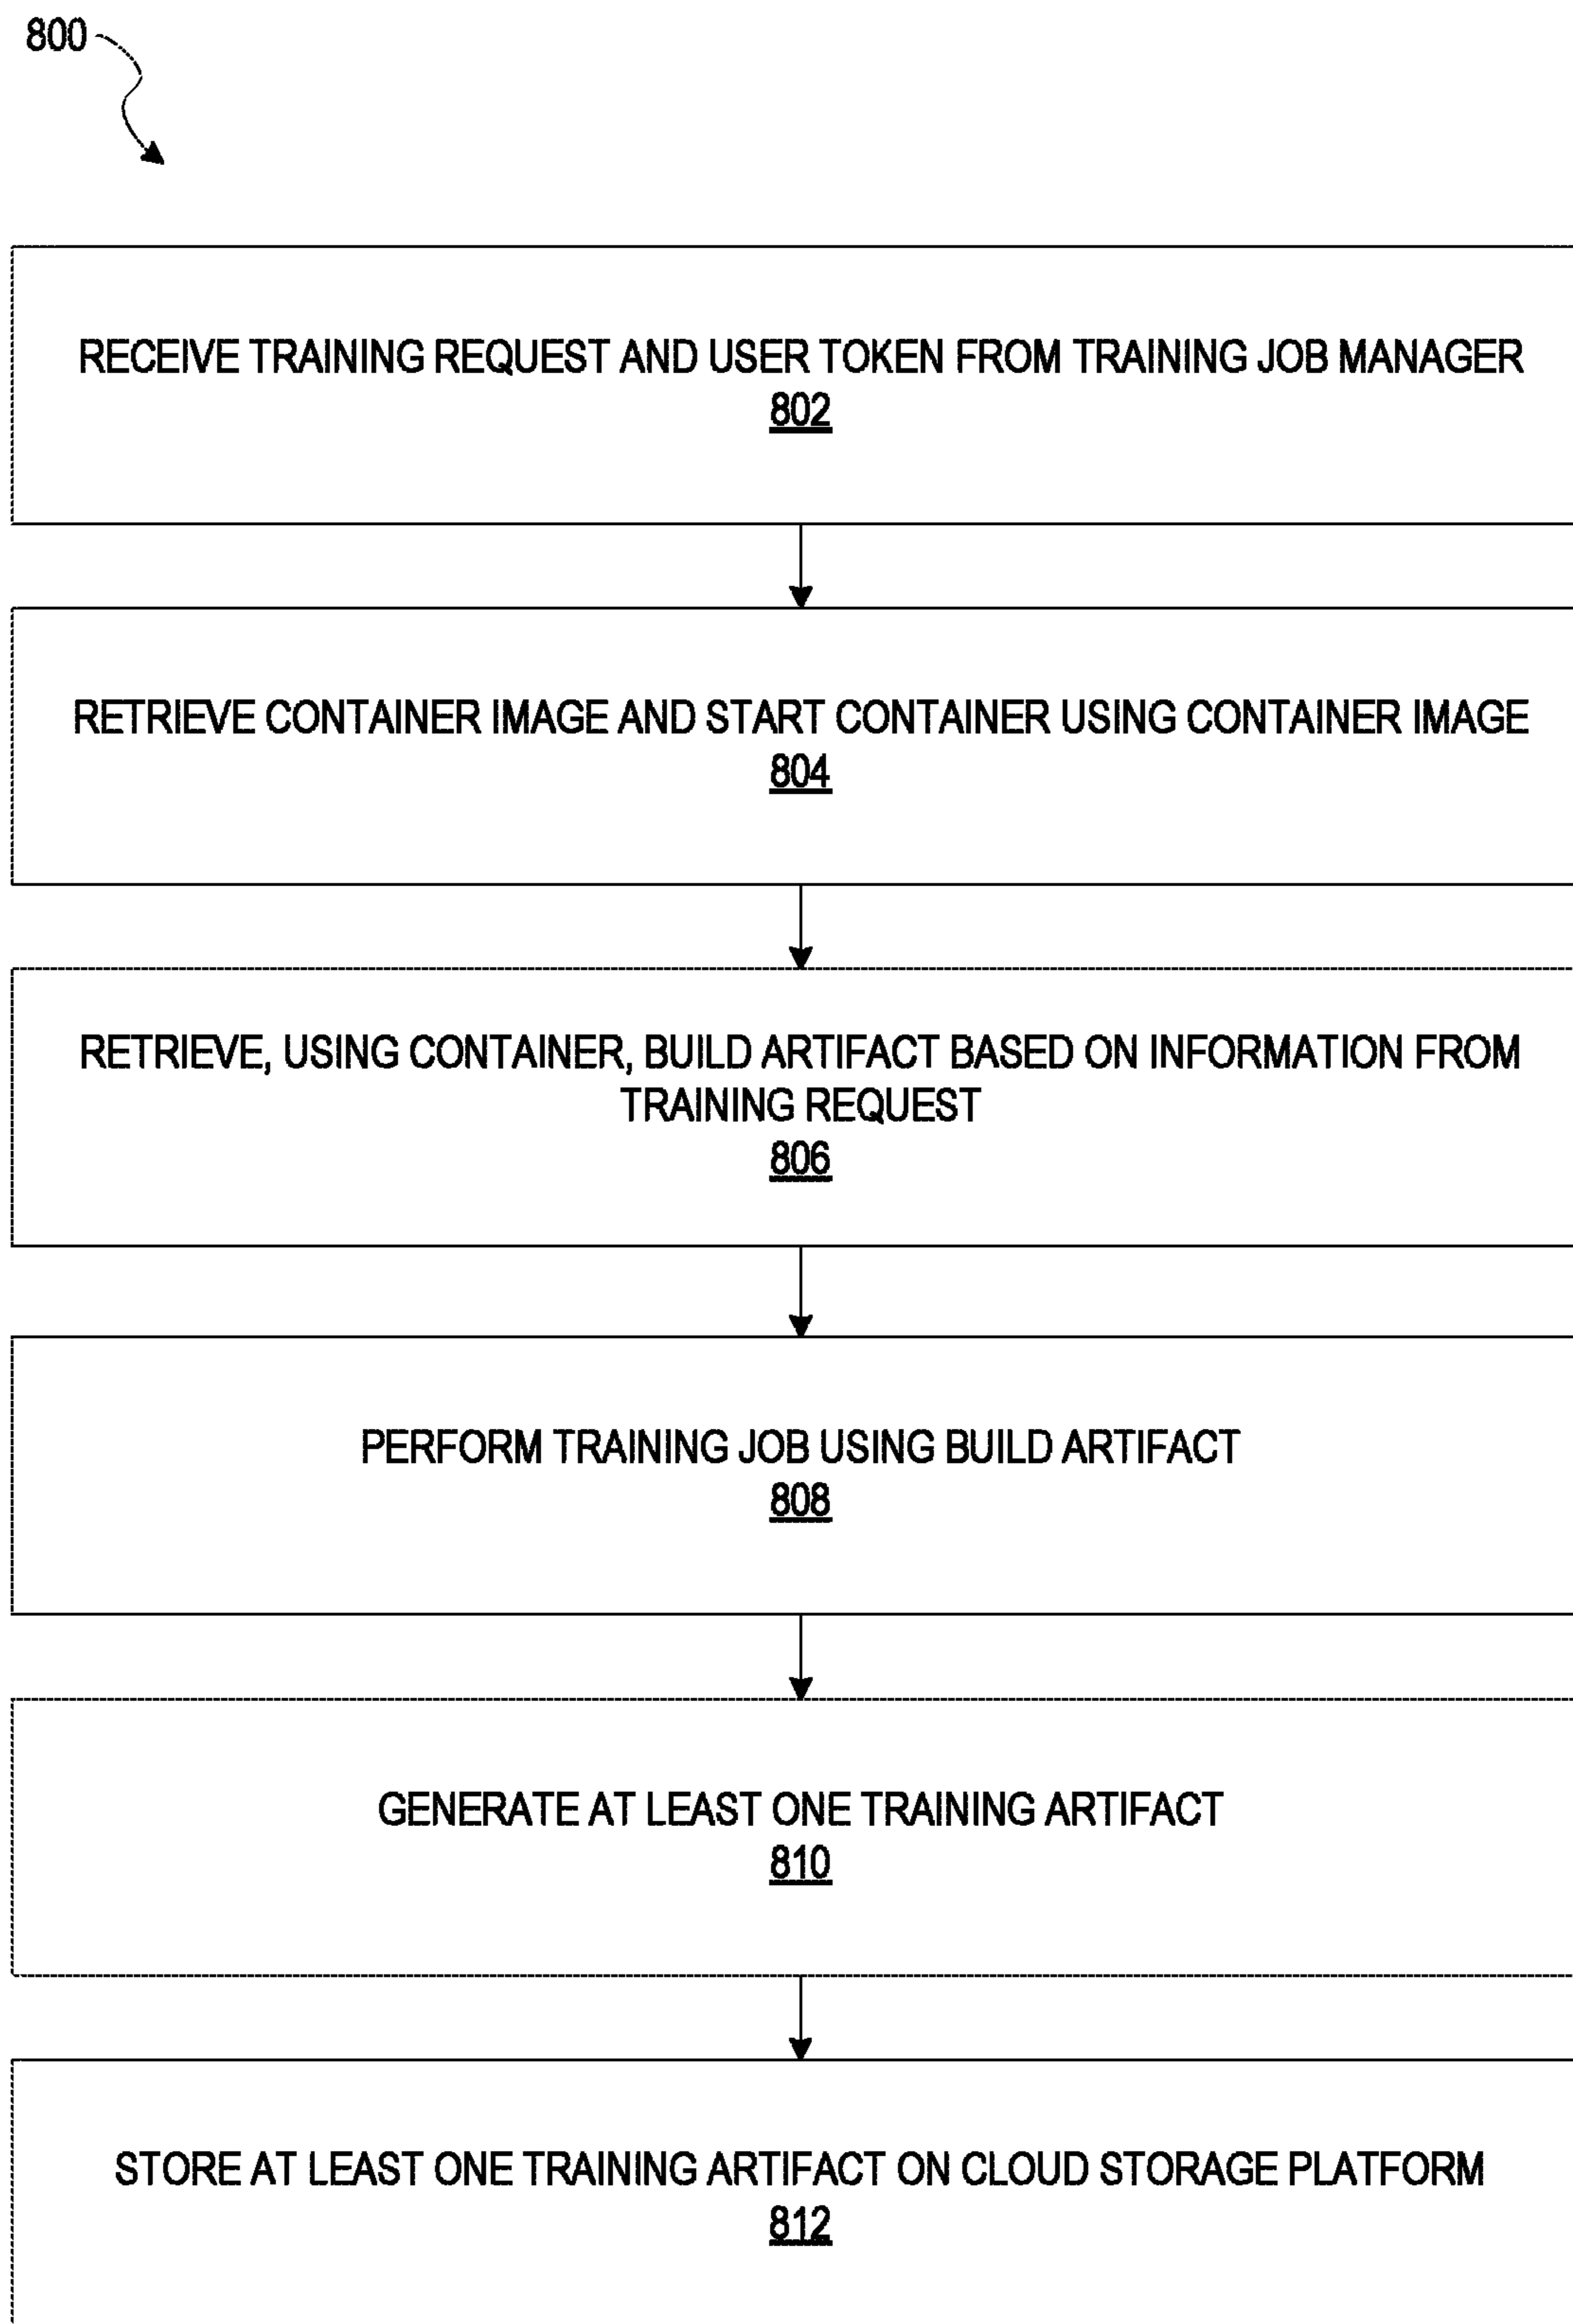 800
RECEIVE TRAINING REQUEST AND USER TOKEN FROM TRAINING JOB MANAGER
802
RETRIEVE CONTAINER IMAGE AND START CONTAINER USING CONTAINER IMAGE
804
RETRIEVE, USING CONTAINER, BUILD ARTIFACT BASED ON INFORMATION FROM
TRAINING REQUEST
806
PERFORM TRAINING JOB USING BUILD ARTIFACT
808
GENERATE AT LEAST ONE TRAINING ARTIFACT
810
STORE AT LEAST ONE TRAINING ARTIFACT ON CLOUD STORAGE PLATFORM
812